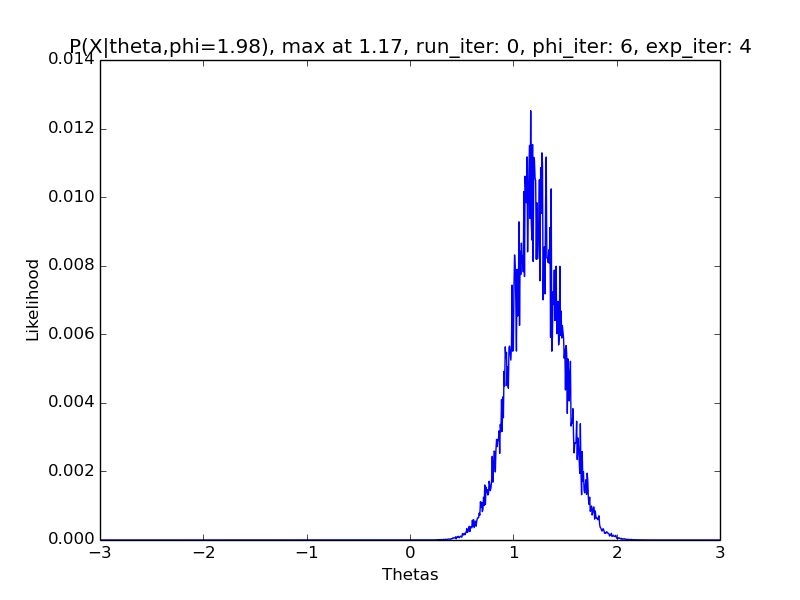 P(X|theta,phi=1.98), max at 1.17, run_iter: 0, phi_iter: 6, exp_iter: 4
0.014
0.012
0.010
0.008
0.006
0.004
0.002
0.000
Likelihood
−3 −2 −1 0 1 2 3
Thetas